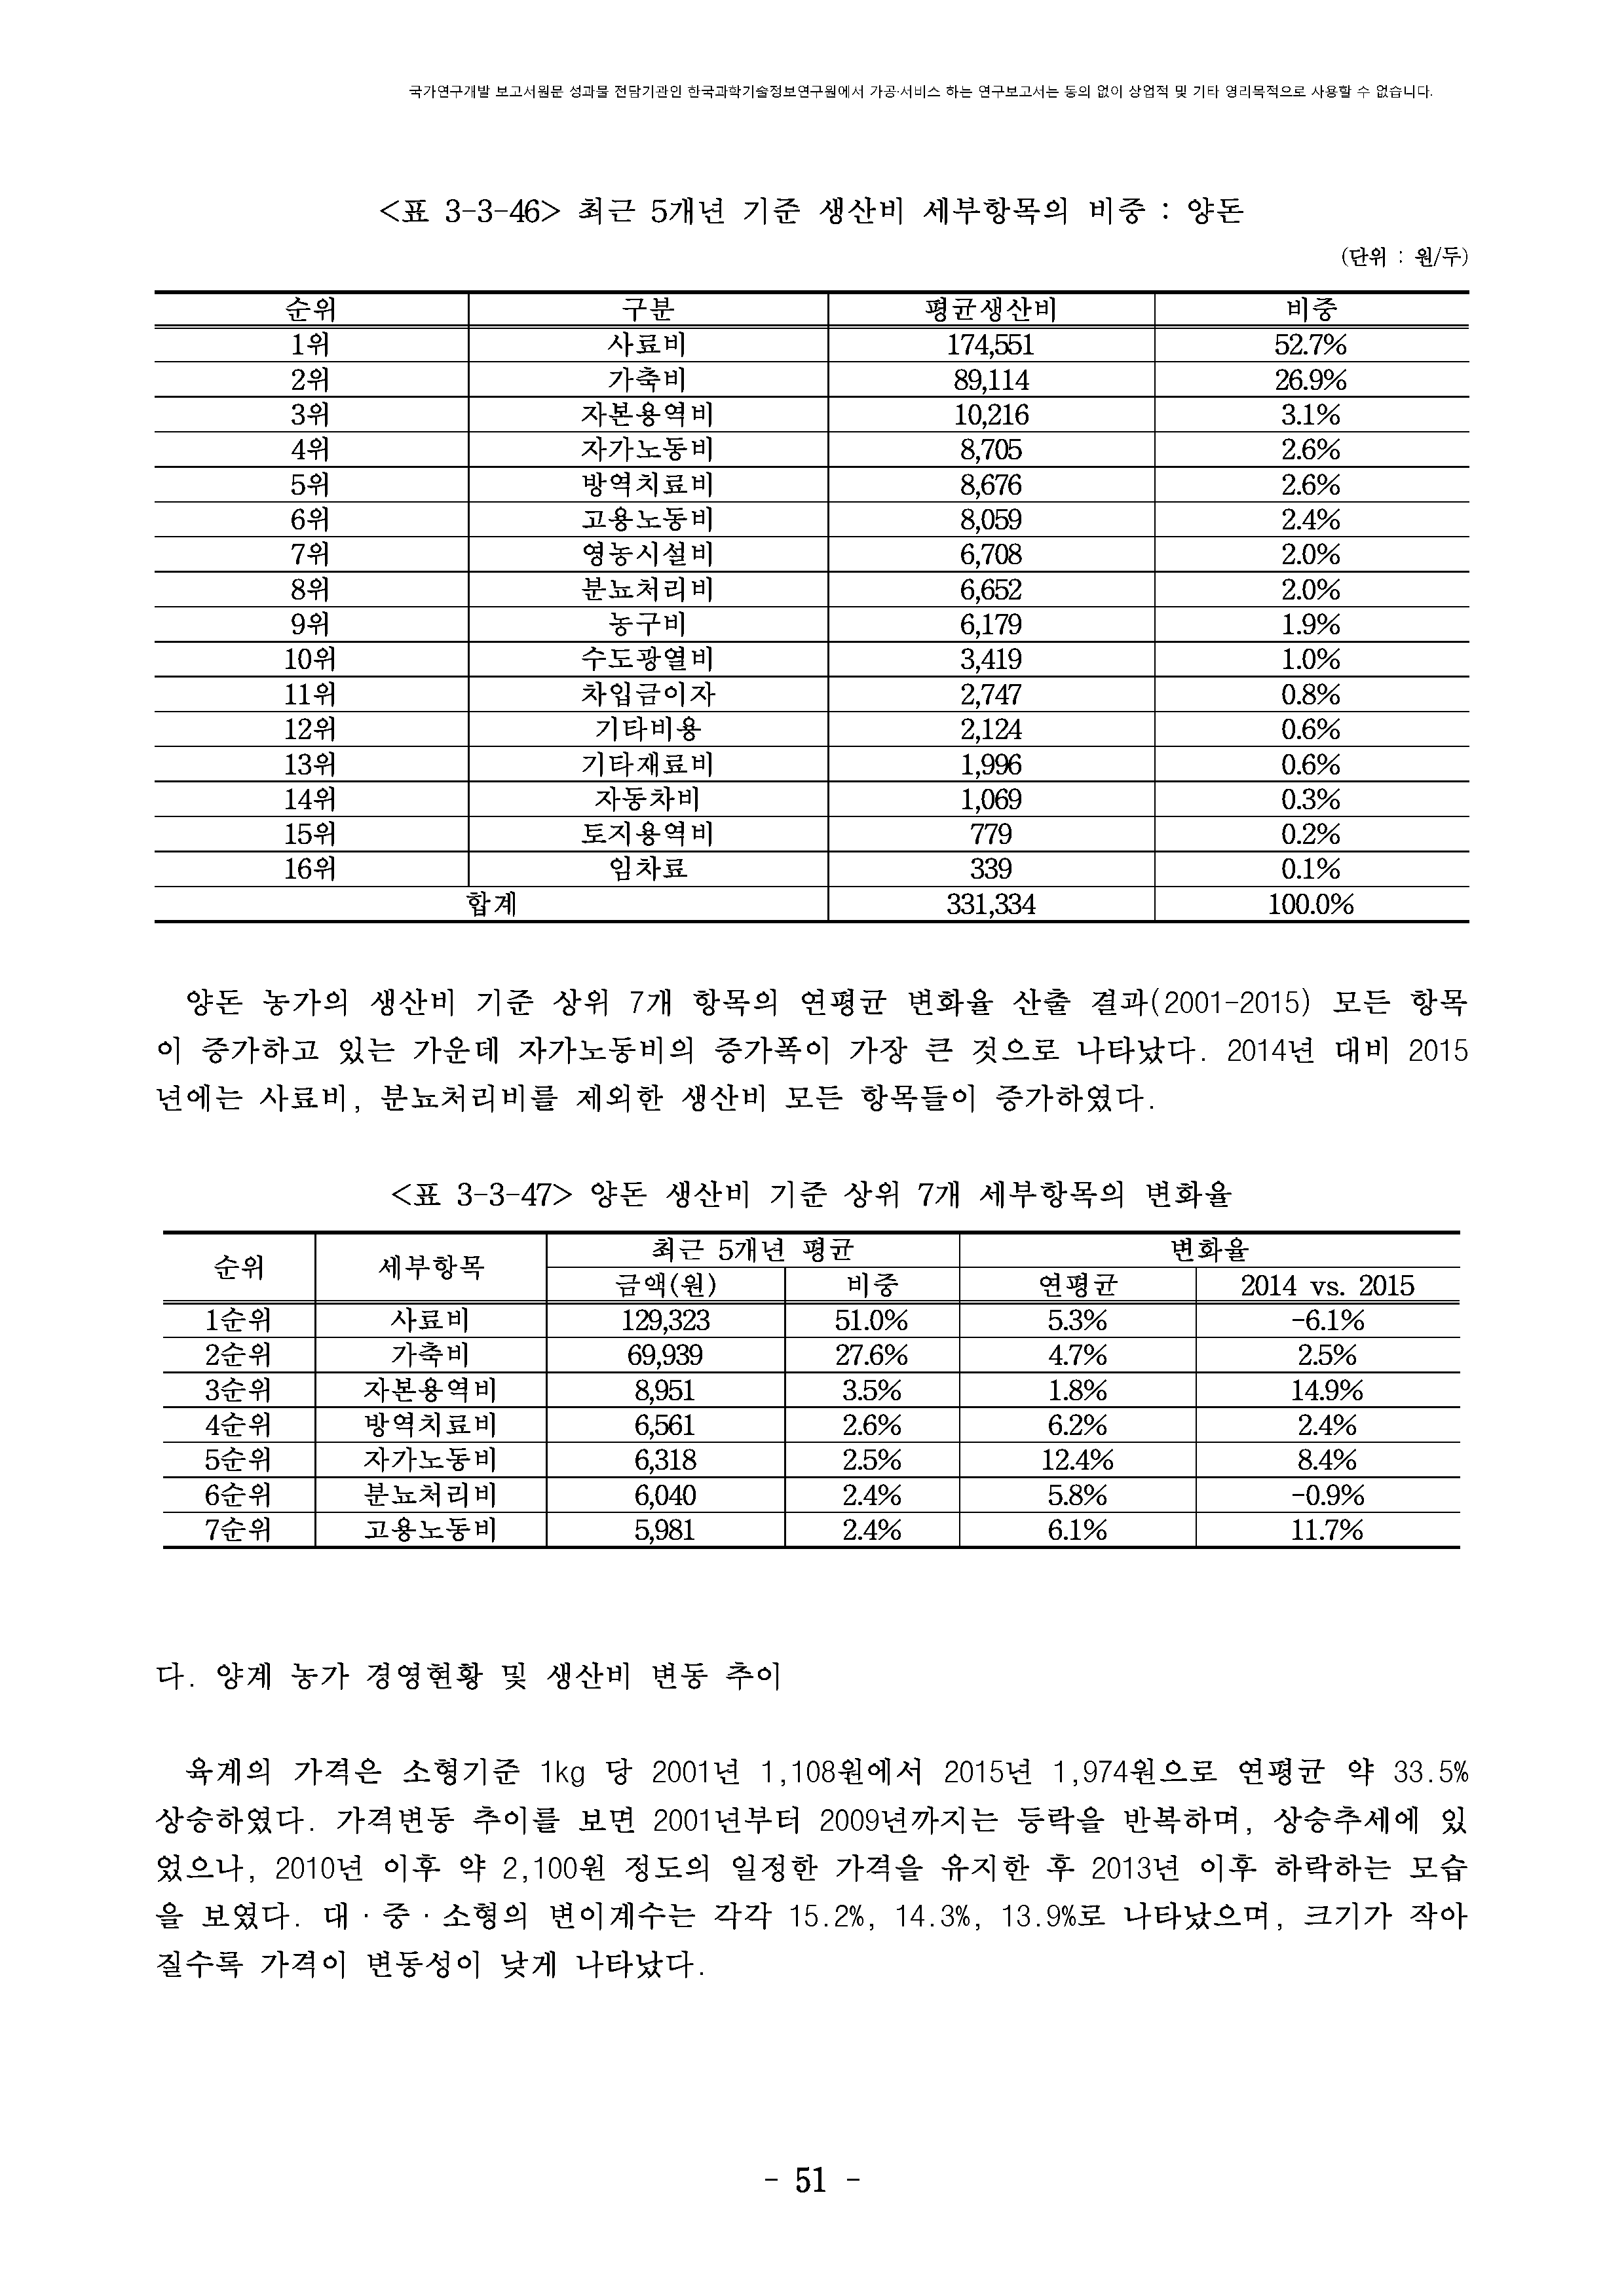 국가연구개발 보고서원문 성과물 전담기관인 한국과학기술정보연구원에서 가공·서비스 하는 연구보고서는 동의 없이 상업적 및 기타 영리목적으로 사용할 수 없습니다.
<표 3-3-46> 최근 5개년 기준 생산비 세부항목의 비중 : 양돈
(단위 : 원/두)
순위 구분 평균생산비 비중
1위 사료비 174,551 52.7%
2위 가축비 89,114 26.9%
3위 자본용역비 10,216 3.1%
4위 자가노동비 8,705 2.6%
5위 방역치료비 8,676 2.6%
6위 고용노동비 8,059 2.4%
7위 영농시설비 6,708 2.0%
8위 분뇨처리비 6,652 2.0%
9위 농구비 6,179 1.9%
10위 수도광열비 3,419 1.0%
11위 차입금이자 2,747 0.8%
12위 기타비용 2,124 0.6%
13위 기타재료비 1,996 0.6%
14위 자동차비 1,069 0.3%
15위 토지용역비 779 0.2%
16위 임차료 339 0.1%
합계 331,334 100.0%
양돈 농가의 생산비 기준 상위 7개 항목의 연평균 변화율 산출 결과(2001-2015) 모든 항목
이 증가하고 있는 가운데 자가노동비의 증가폭이 가장 큰 것으로 나타났다. 2014년 대비 2015
년에는 사료비, 분뇨처리비를 제외한 생산비 모든 항목들이 증가하였다.
<표 3-3-47> 양돈 생산비 기준 상위 7개 세부항목의 변화율
순위 세부항목 최근 5개년 평균 변화율
금액(원) 비중 연평균 2014 vs. 2015
1순위 사료비 129,323 51.0% 5.3% -6.1%
2순위 가축비 69,939 27.6% 4.7% 2.5%
3순위 자본용역비 8,951 3.5% 1.8% 14.9%
4순위 방역치료비 6,561 2.6% 6.2% 2.4%
5순위 자가노동비 6,318 2.5% 12.4% 8.4%
6순위 분뇨처리비 6,040 2.4% 5.8% -0.9%
7순위 고용노동비 5,981 2.4% 6.1% 11.7%
다. 양계 농가 경영현황 및 생산비 변동 추이
육계의 가격은 소형기준 1kg 당 2001년 1,108원에서 2015년 1,974원으로 연평균 약 33.5%
상승하였다. 가격변동 추이를 보면 2001년부터 2009년까지는 등락을 반복하며, 상승추세에 있
었으나, 2010년 이후 약 2,100원 정도의 일정한 가격을 유지한 후 2013년 이후 하락하는 모습
을 보였다. 대·중·소형의 변이계수는 각각 15.2%, 14.3%, 13.9%로 나타났으며, 크기가 작아
질수록 가격이 변동성이 낮게 나타났다.
- 51 -